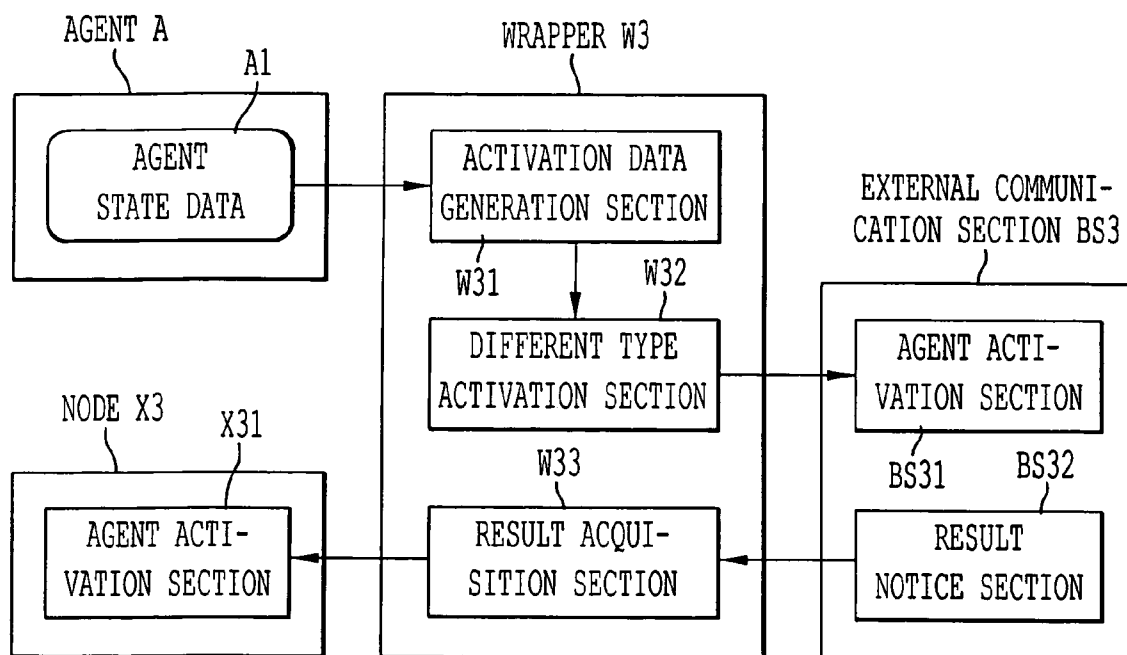 AGENT A
A1
AGENT
STATE DATA
WRAPPER W3
ACTIVATION DATA
GENERATION SECTION
W31
W32
DIFFERENT TYPE
ACTIVATION SECTION
W33
RESULT ACQUI-
SITION SECTION
EXTERNAL COMMUNI-
CATION SECTION BS3
AGENT ACTI-
VATION SECTION
BS31
BS32
RESULT
NOTICE SECTION
NODE X3
X31
AGENT ACTI-
VATION SECTION